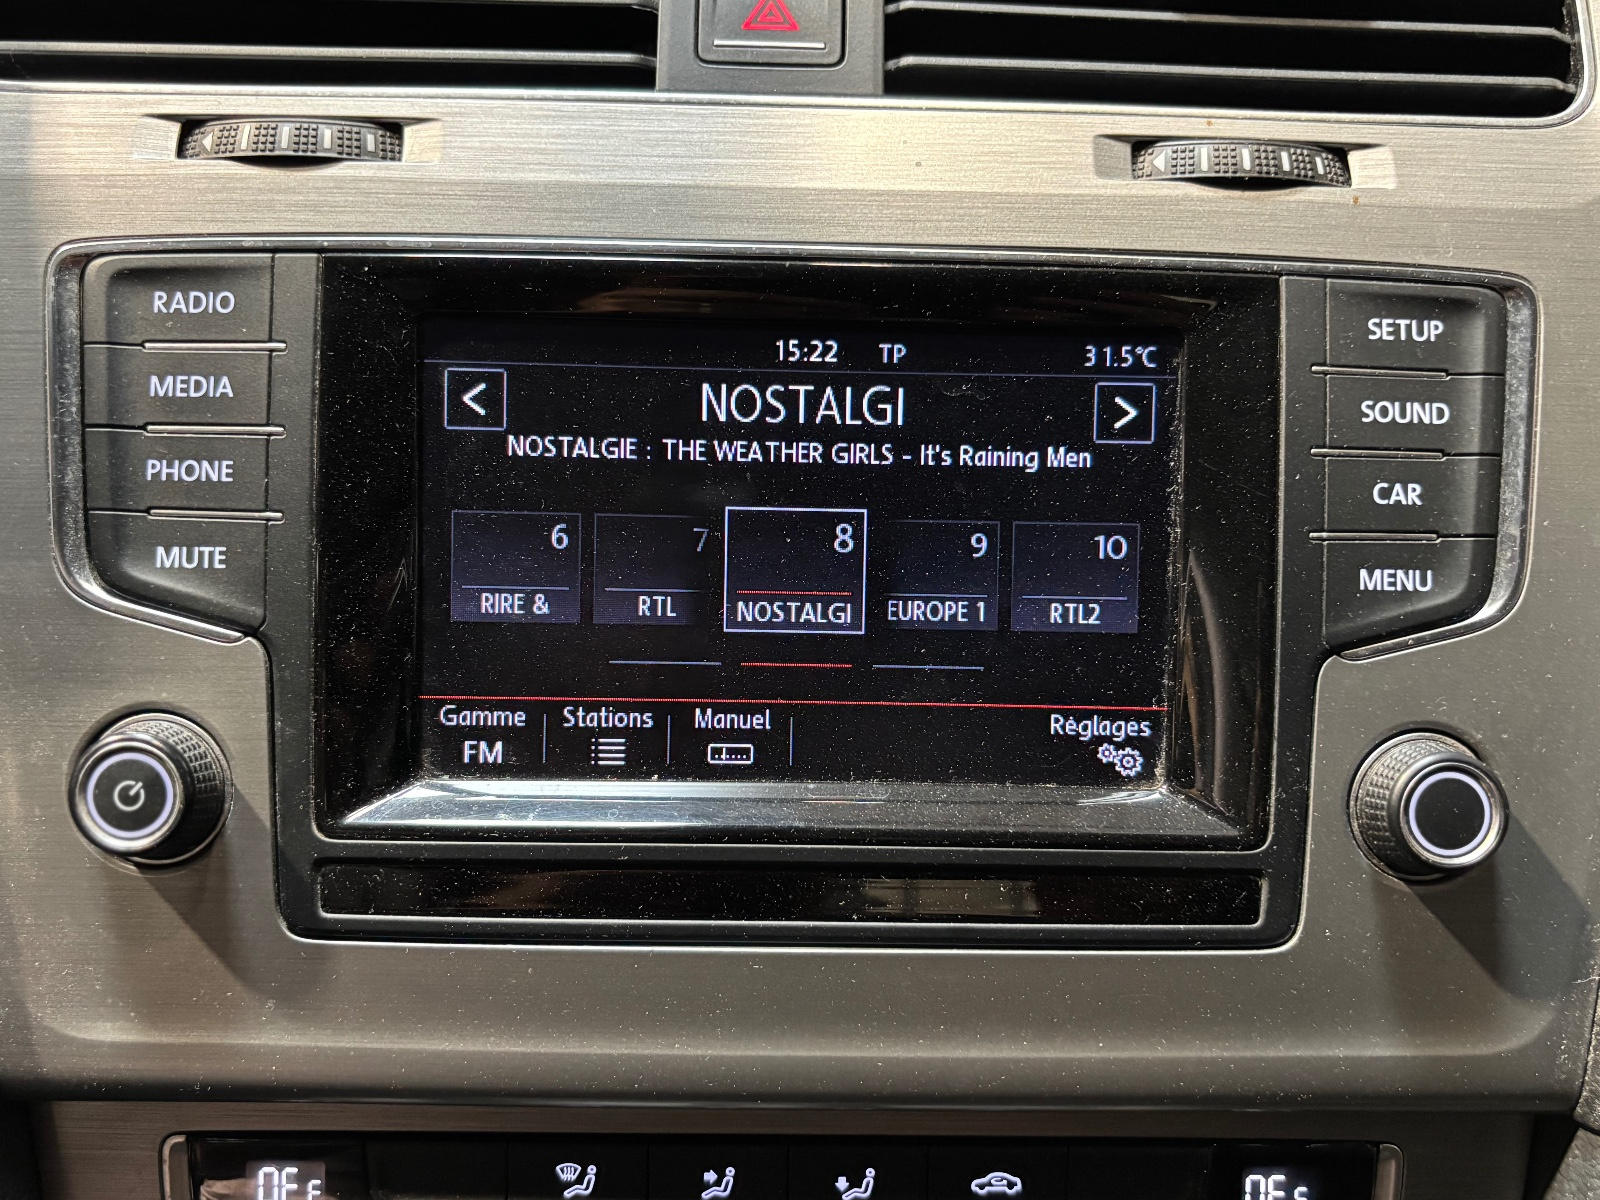 RADIO
MEDIA
PHONE
MUTE
15:22 TP 31.5°C
< NOSTALGI >
NOSTALGIE : THE WEATHER GIRLS - It's Raining Men
6 7 8 9 10
RIRE & RTL NOSTALGI EUROPE 1 RTL2
Gamme Stations Manuel Réglages
FM
SETUP
SOUND
CAR
MENU